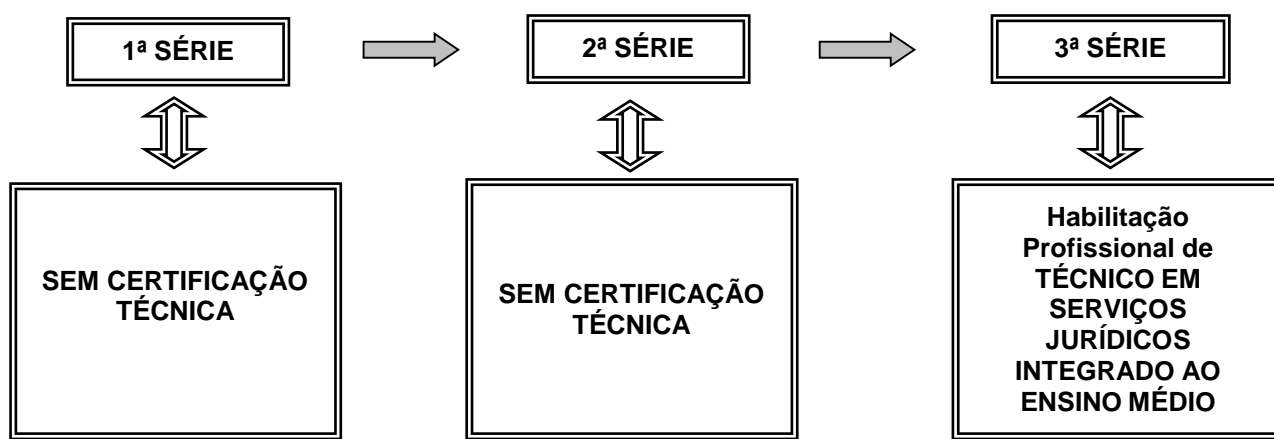 1ª SÉRIE
2ª SÉRIE
3ª SÉRIE
SEM CERTIFICAÇÃO
TÉCNICA
SEM CERTIFICAÇÃO
TÉCNICA
Habilitação
Profissional de
TÉCNICO EM
SERVIÇOS
JURÍDICOS
INTEGRADO AO
ENSINO MÉDIO